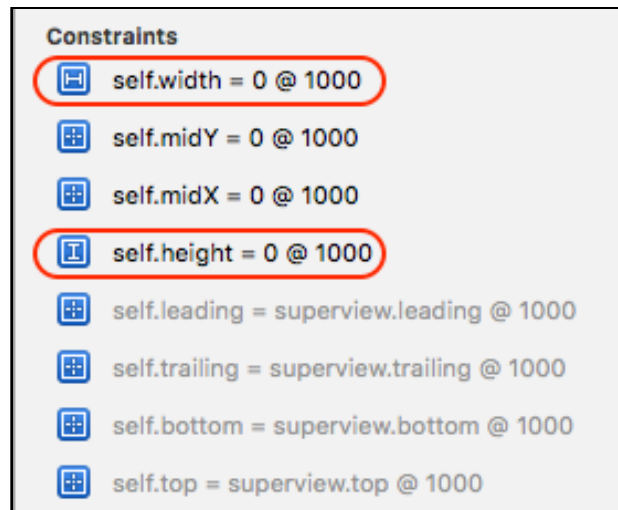 Constraints
self.width = 0 @ 1000
self.midY = 0 @ 1000
self.midX = 0 @ 1000
self.height = 0 @ 1000
self.leading = superview.leading @ 1000
self.trailing = superview.trailing @ 1000
self.bottom = superview.bottom @ 1000
self.top = superview.top @ 1000